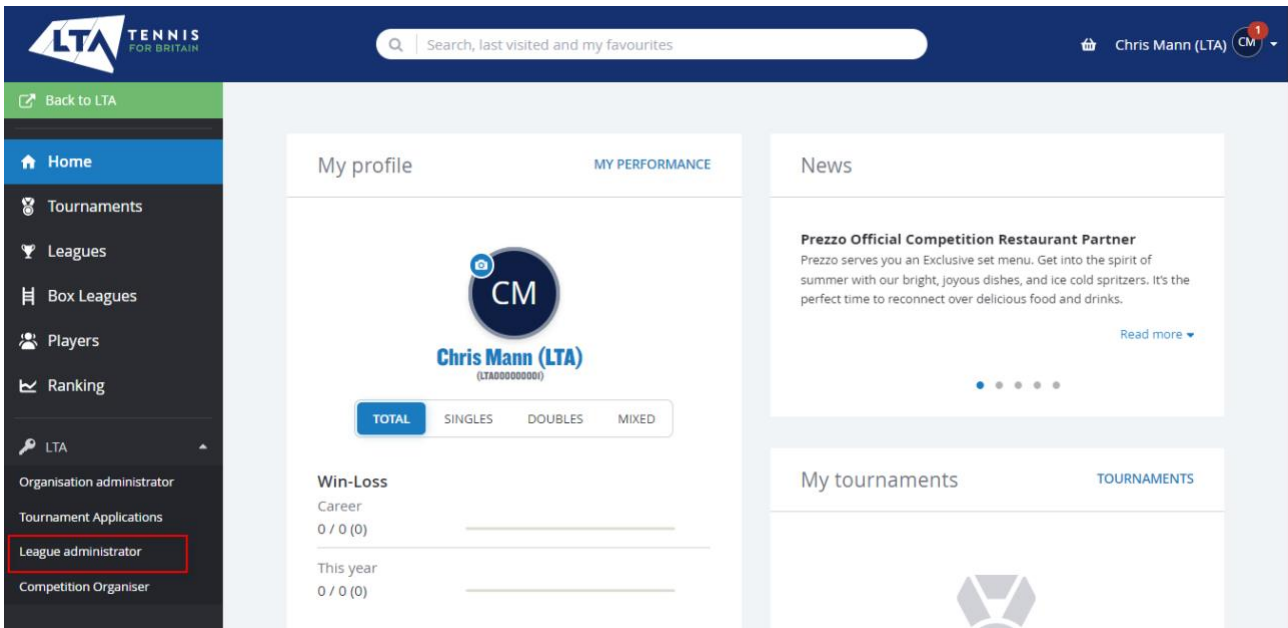 LTA TENNIS
FOR BRITAIN
Search, last visited and my favourites
Chris Mann (LTA) CM 1
Back to LTA
Home
Tournaments
Leagues
Box Leagues
Players
Ranking
LTA
Organisation administrator
Tournament Applications
League administrator
Competition Organiser
My profile MY PERFORMANCE
CM
Chris Mann (LTA)
(LTA000000001)
TOTAL SINGLES DOUBLES MIXED
Win-Loss
Career
0 / 0 (0)
This year
0 / 0 (0)
News
Prezzo Official Competition Restaurant Partner
Prezzo serves you an Exclusive set menu. Get into the spirit of
summer with our bright, joyous dishes, and ice cold spritzers. It's the
perfect time to reconnect over delicious food and drinks.
Read more
My tournaments TOURNAMENTS